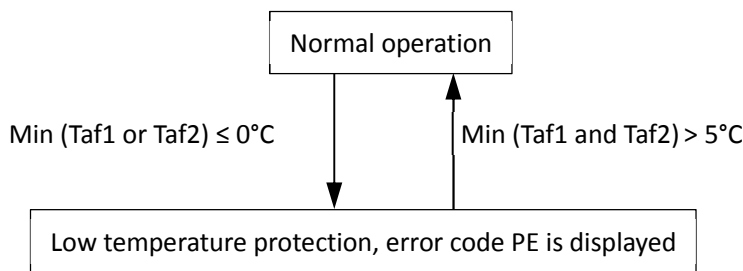 Normal operation
Min (Taf1 or Taf2) ≤ 0°C
Min (Taf1 and Taf2) > 5°C
Low temperature protection, error code PE is displayed